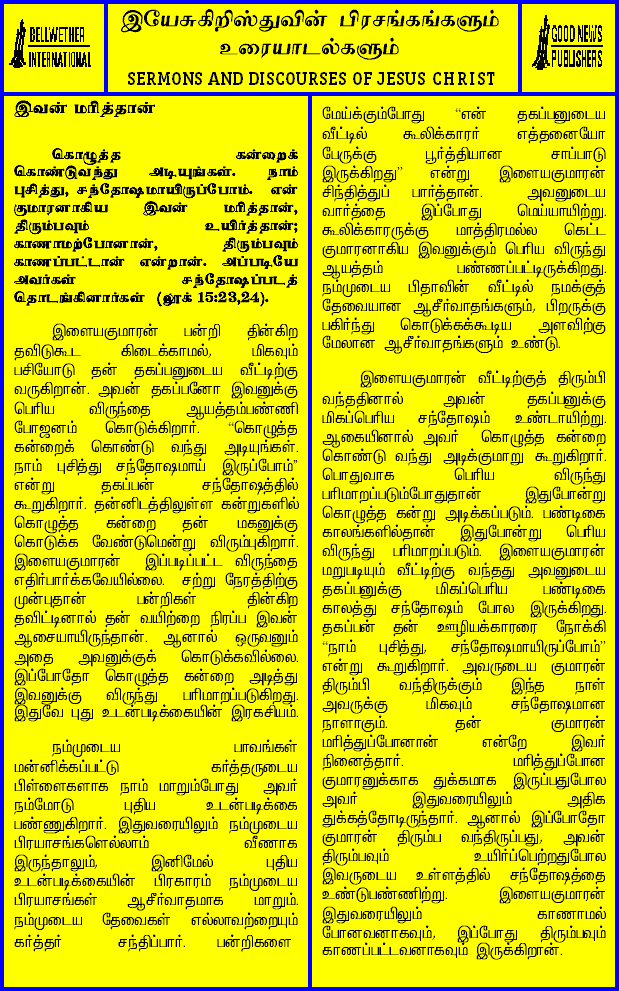 BELLWETHER
INTERNATIONAL
இயேசுகிறிஸ்துவின் பிரசங்கங்களும்
உரையாடல்களும்
SERMONS AND DISCOURSES OF JESUS CHRIST
GOOD NEWS
PUBLISHERS
இவன் மரித்தான்
கொழுத்த கன்றைக்
கொண்டுவந்து அடியுங்கள். நாம்
புசித்து, சந்தோஷமாயிருப்போம். என்
குமாரனாகிய இவன் மரித்தான்,
திரும்பவும் உயிர்த்தான்;
காணாமற்போனான், திரும்பவும்
காணப்பட்டான் என்றான். அப்படியே
அவர்கள் சந்தோஷப்படத்
தொடங்கினார்கள் (லூக் 15:23,24).
இளையகுமாரன் பன்றி தின்கிற
தவிடுகூட கிடைக்காமல், மிகவும்
பசியோடு தன் தகப்பனுடைய வீட்டிற்கு
வருகிறான். அவன் தகப்பனோ இவனுக்கு
பெரிய விருந்தை ஆயத்தம்பண்ணி
போஜனம் கொடுக்கிறார். “கொழுத்த
கன்றைக் கொண்டு வந்து அடியுங்கள்.
நாம் புசித்து சந்தோஷமாய் இருப்போம்”
என்று தகப்பன் சந்தோஷத்தில்
கூறுகிறார். தன்னிடத்திலுள்ள கன்றுகளில்
கொழுத்த கன்றை தன் மகனுக்கு
கொடுக்க வேண்டுமென்று விரும்புகிறார்.
இளையகுமாரன் இப்படிப்பட்ட விருந்தை
எதிர்பார்க்கவேயில்லை. சற்று நேரத்திற்கு
முன்புதான் பன்றிகள் தின்கிற
தவிட்டினால் தன் வயிற்றை நிரப்ப இவன்
ஆசையாயிருந்தான். ஆனால் ஒருவனும்
அதை அவனுக்குக் கொடுக்கவில்லை.
இப்போதோ கொழுத்த கன்றை அடித்து
இவனுக்கு விருந்து பரிமாறப்படுகிறது.
இதுவே புது உடன்படிக்கையின் இரகசியம்.
நம்முடைய பாவங்கள்
மன்னிக்கப்பட்டு கர்த்தருடைய
பிள்ளைகளாக நாம் மாறும்போது அவர்
நம்மோடு புதிய உடன்படிக்கை
பண்ணுகிறார். இதுவரையிலும் நம்முடைய
பிரயாசங்களெல்லாம் வீணாக
இருந்தாலும், இனிமேல் புதிய
உடன்படிக்கையின் பிரகாரம் நம்முடைய
பிரயாசங்கள் ஆசீர்வாதமாக மாறும்.
நம்முடைய தேவைகள் எல்லாவற்றையும்
கர்த்தர் சந்திப்பார். பன்றிகளை
மேய்க்கும்போது “என் தகப்பனுடைய
வீட்டில் கூலிக்காரர் எத்தனையோ
பேருக்கு பூர்த்தியான சாப்பாடு
இருக்கிறது” என்று இளையகுமாரன்
சிந்தித்துப் பார்த்தான். அவனுடைய
வார்த்தை இப்போது மெய்யாயிற்று.
கூலிக்காரருக்கு மாத்திரமல்ல கெட்ட
குமாரனாகிய இவனுக்கும் பெரிய விருந்து
ஆயத்தம் பண்ணப்பட்டிருக்கிறது.
நம்முடைய பிதாவின் வீட்டில் நமக்குத்
தேவையான ஆசீர்வாதங்களும், பிறருக்கு
பகிர்ந்து கொடுக்கக்கூடிய அளவிற்கு
மேலான ஆசீர்வாதங்களும் உண்டு.
இளையகுமாரன் வீட்டிற்குத் திரும்பி
வந்ததினால் அவன் தகப்பனுக்கு
மிகப்பெரிய சந்தோஷம் உண்டாயிற்று.
ஆகையினால் அவர் கொழுத்த கன்றை
கொண்டு வந்து அடிக்குமாறு கூறுகிறார்.
பொதுவாக பெரிய விருந்து
பரிமாறப்படும்போதுதான் இதுபோன்று
கொழுத்த கன்று அடிக்கப்படும். பண்டிகை
காலங்களில்தான் இதுபோன்று பெரிய
விருந்து பரிமாறப்படும். இளையகுமாரன்
மறுபடியும் வீட்டிற்கு வந்தது அவனுடைய
தகப்பனுக்கு மிகப்பெரிய பண்டிகை
காலத்து சந்தோஷம் போல இருக்கிறது.
தகப்பன் தன் ஊழியக்காரரை நோக்கி
“நாம் புசித்து, சந்தோஷமாயிருப்போம்”
என்று கூறுகிறார். அவருடைய குமாரன்
திரும்பி வந்திருக்கும் இந்த நாள்
அவருக்கு மிகவும் சந்தோஷமான
நாளாகும். தன் குமாரன்
மரித்துப்போனான் என்றே இவர்
நினைத்தார். மரித்துப்போன
குமாரனுக்காக துக்கமாக இருப்பதுபோல
அவர் இதுவரையிலும் அதிக
துக்கத்தோடிருந்தார். ஆனால் இப்போதோ
குமாரன் திரும்ப வந்திருப்பது, அவன்
திரும்பவும் உயிர்ப்பெற்றதுபோல
இவருடைய உள்ளத்தில் சந்தோஷத்தை
உண்டுபண்ணிற்று. இளையகுமாரன்
இதுவரையிலும் காணாமல்
போனவனாகவும், இப்போது திரும்பவும்
காணப்பட்டவனாகவும் இருக்கிறான்.